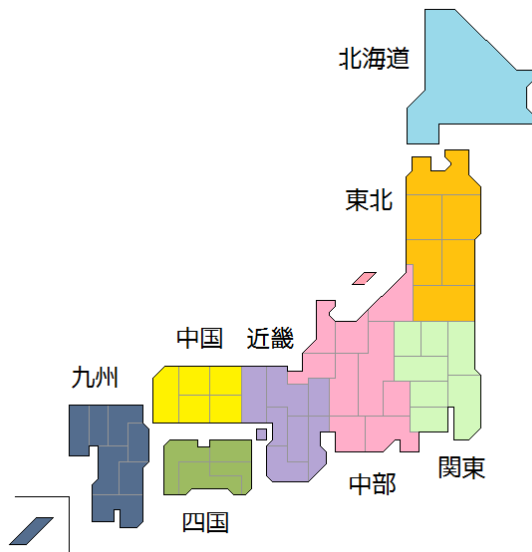 北海道
東北
中国
近畿
九州
関東
中部
四国